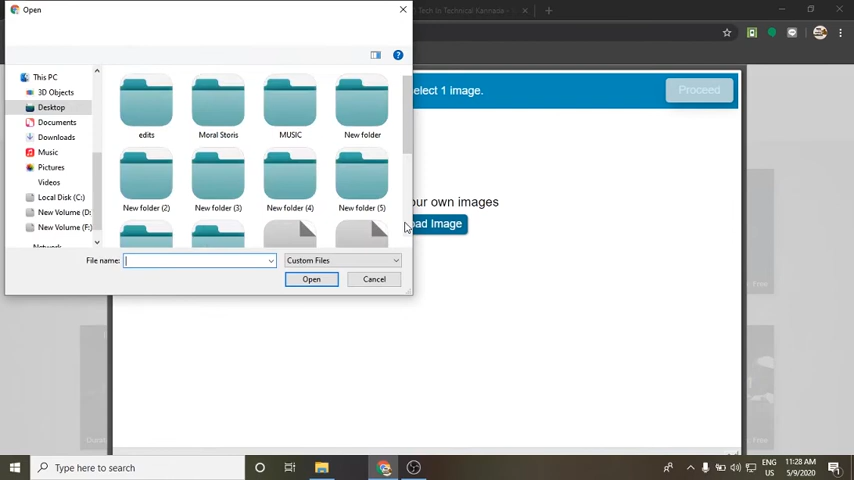 Open
Tech In Technical Kannada -
elect 1 image.
Proceed
This PC
3D Objects
Desktop
Documents
Downloads
Music
Pictures
Videos
Local Disk (C:)
New Volume (D:
New Volume (F:)
Network
edits
Moral Storis
MUSIC
New folder
New folder (2)
New folder (3)
New folder (4)
New folder (5)
our own images
oad Image
File name:
Custom Files
Open
Cancel
Type here to search
ENG
US
11:28 AM
5/9/2020